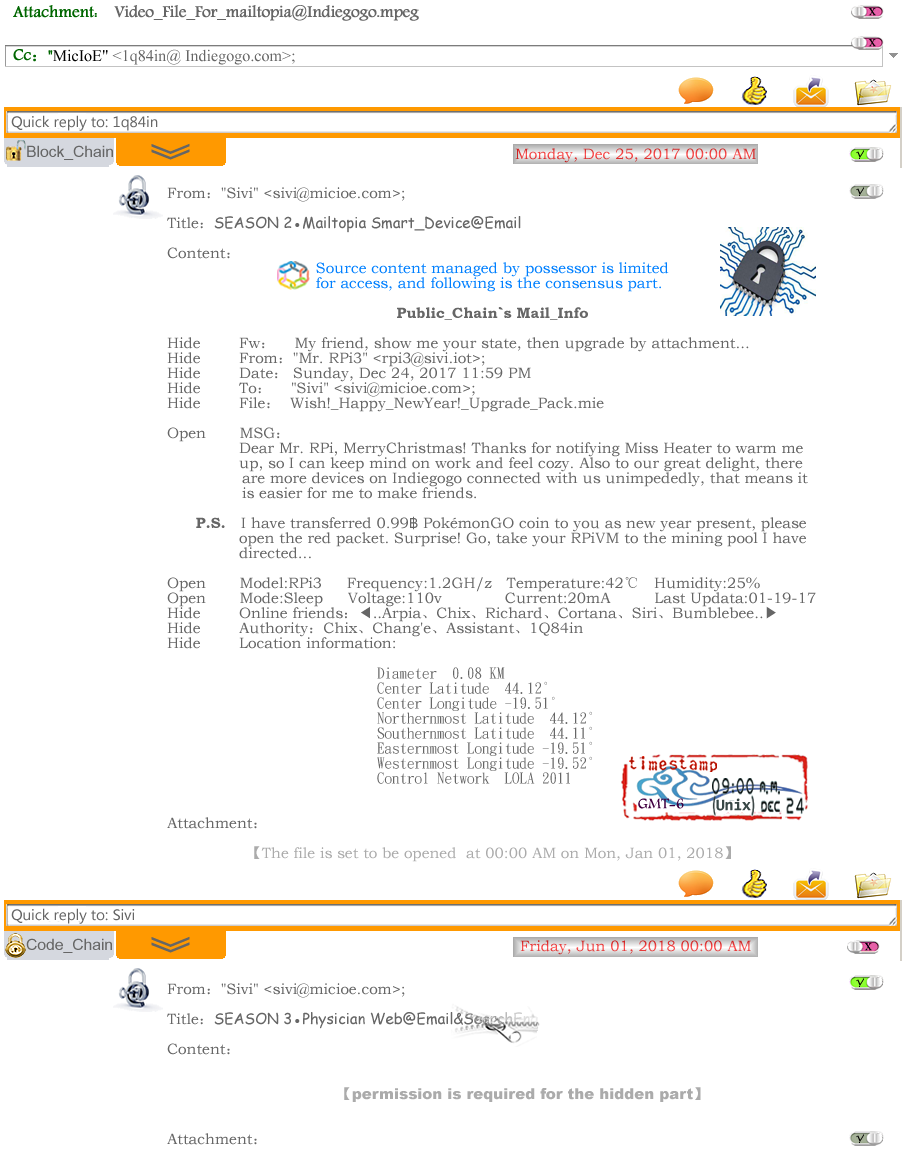 Attachment: Video_File_For_mailtopia@Indiegogo.mpeg
X
X
Cc: "MicIoE" <1q84in@ Indiegogo.com>;
Quick reply to: 1q84in
Block_Chain
Monday, Dec 25, 2017 00:00 AM
V
V
From: "Sivi" <sivi@micioe.com>;
Title: SEASON 2•Mailtopia Smart_Device@Email
Content:
Source content managed by possessor is limited
for access, and following is the consensus part.
Public_Chain`s Mail_Info
Hide Fw: My friend, show me your state, then upgrade by attachment...
Hide From: "Mr. RPi3" <rpi3@sivi.iot>;
Hide Date: Sunday, Dec 24, 2017 11:59 PM
Hide To: "Sivi" <sivi@micioe.com>;
Hide File: Wish!_Happy_NewYear!_Upgrade_Pack.mie
Open MSG:
Dear Mr. RPi, MerryChristmas! Thanks for notifying Miss Heater to warm me
up, so I can keep mind on work and feel cozy. Also to our great delight, there
are more devices on Indiegogo connected with us unimpededly, that means it
is easier for me to make friends.
P.S. I have transferred 0.99฿ PokémonGO coin to you as new year present, please
open the red packet. Surprise! Go, take your RPiVM to the mining pool I have
directed...
Open Model:RPi3 Frequency:1.2GH/z Temperature:42℃ Humidity:25%
Open Mode:Sleep Voltage:110v Current:20mA Last Updata:01-19-17
Hide Online friends: ◀..Arpia、Chix、Richard、Cortana、Siri、Bumblebee..▶
Hide Authority: Chix、Chang'e、Assistant、1Q84in
Hide Location information:
Diameter 0.08 KM
Center Latitude 44.12°
Center Longitude -19.51°
Northernmost Latitude 44.12°
Southernmost Latitude 44.11°
Easternmost Longitude -19.51°
Westernmost Longitude -19.52°
Control Network LOLA 2011
timestamp
09:00 A.M.
GMT-6 (Unix) DEC 24
Attachment:
【The file is set to be opened at 00:00 AM on Mon, Jan 01, 2018】
Quick reply to: Sivi
Code_Chain
Friday, Jun 01, 2018 00:00 AM
X
V
From: "Sivi" <sivi@micioe.com>;
Title: SEASON 3•Physician Web@Email&SearchEnt
Content:
【permission is required for the hidden part】
Attachment:
V